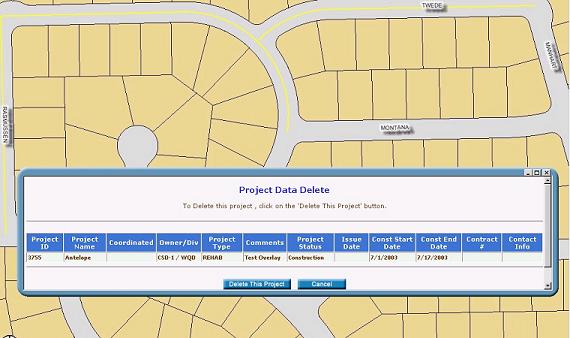 TWEDE
MANHART
RASMUSSEN
MONTANA
Project Data Delete
To Delete this project , click on the 'Delete This Project' button.
Project ID Project Name Coordinated Owner/Div Project Type Comments Project Status Issue Date Const Start Date Const End Date Contract # Contact Info
3755 Antelope CSD-1 / WQD REHAB Test Overlay Construction 7/1/2003 7/17/2003
Delete This Project Cancel